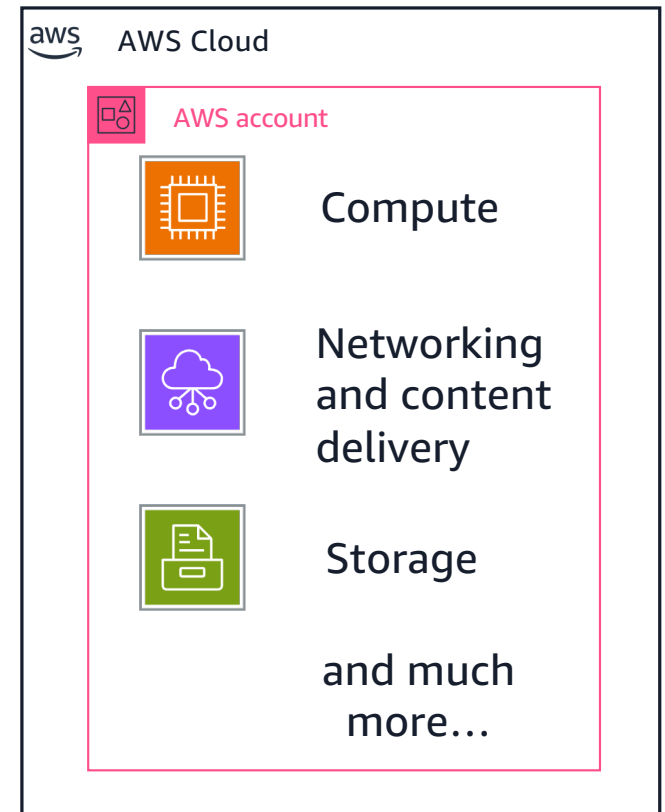 aws
AWS Cloud
AWS account
Compute
Networking
and content
delivery
Storage
and much
more...